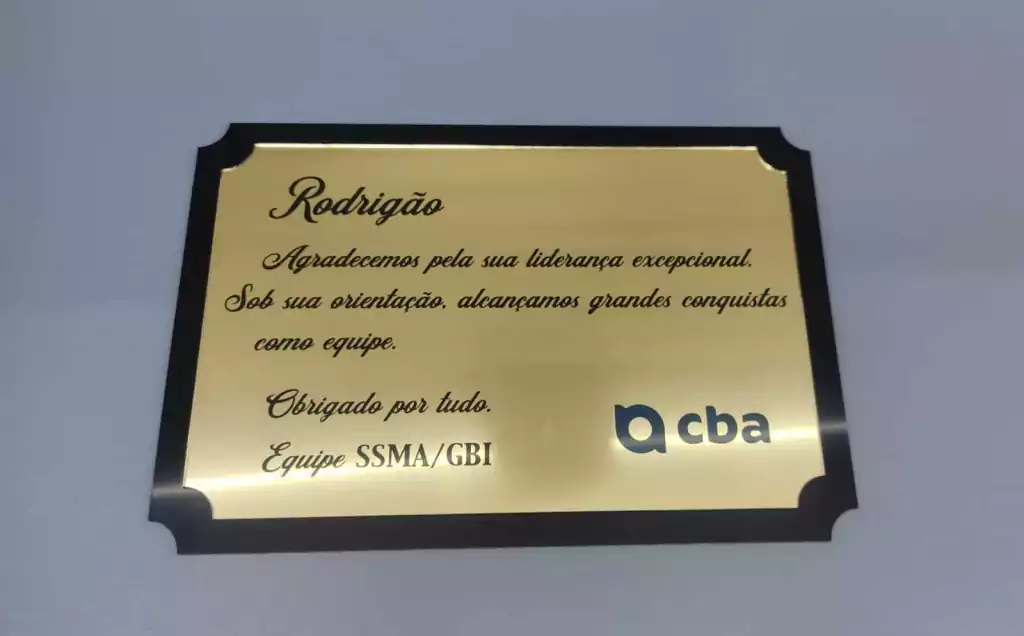 Rodrigão
Agradecemos pela sua liderança excepcional.
Sob sua orientação, alcançamos grandes conquistas
como equipe.
Obrigado por tudo.
Equipe SSMA/GBI
cba